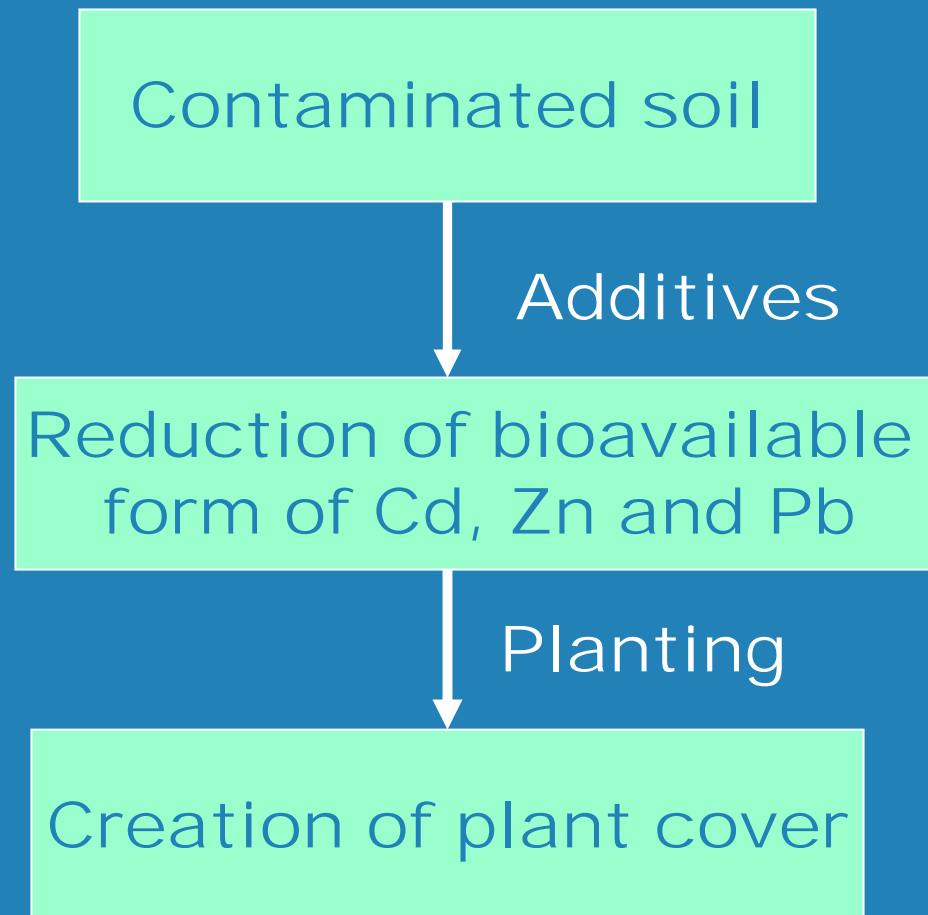 Contaminated soil
Additives
Reduction of bioavailable
form of Cd, Zn and Pb
Planting
Creation of plant cover